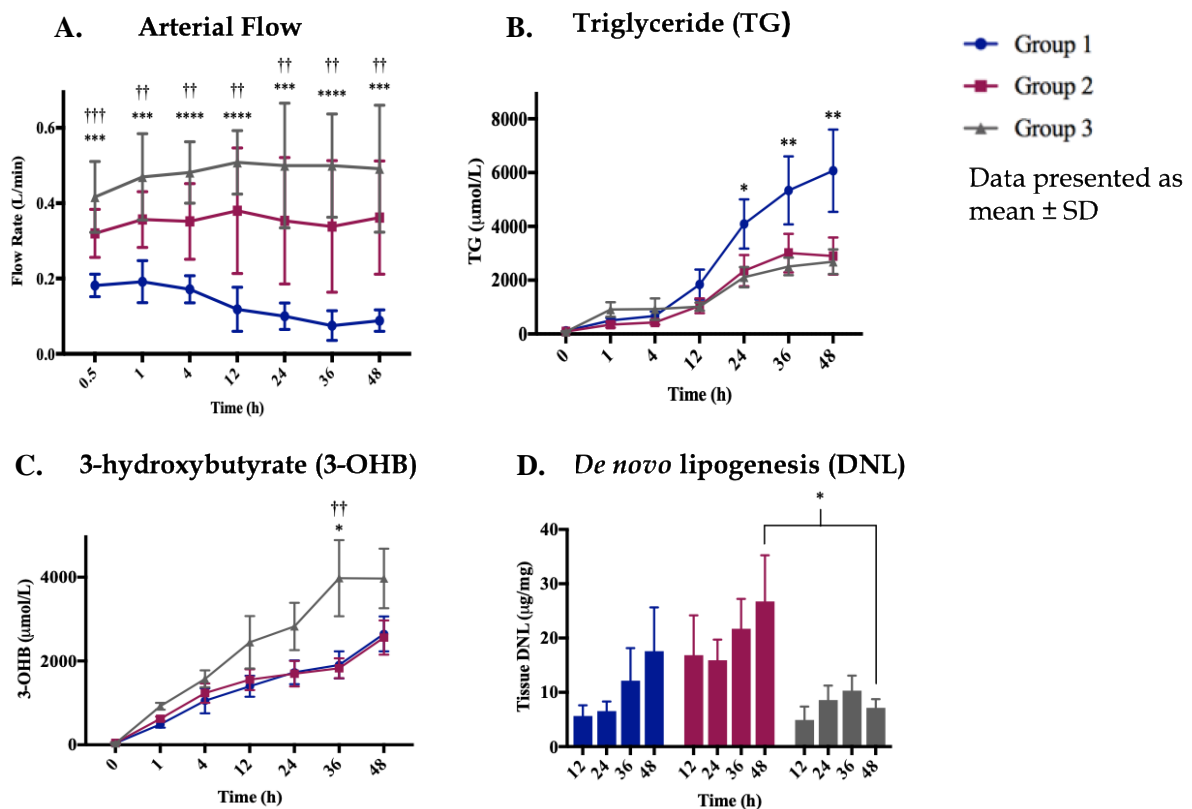 A. Arterial Flow
††† †† †† †† †† †† ††
*** *** **** **** *** **** ***
Flow Rate (L/min)
0.6
0.4
0.2
0.0
0.5 1 4 12 24 36 48
Time (h)
B. Triglyceride (TG)
* ** **
TG (μmol/L)
8000
6000
4000
2000
0
0 1 4 12 24 36 48
Time (h)
Group 1
Group 2
Group 3
Data presented as
mean ± SD
C. 3-hydroxybutyrate (3-OHB)
††
*
3-OHB (μmol/L)
4000
2000
0
0 1 4 12 24 36 48
Time (h)
D. De novo lipogenesis (DNL)
*
Tissue DNL (μg/mg)
40
30
20
10
0
12 24 36 48 12 24 36 48 12 24 36 48
Time (h)